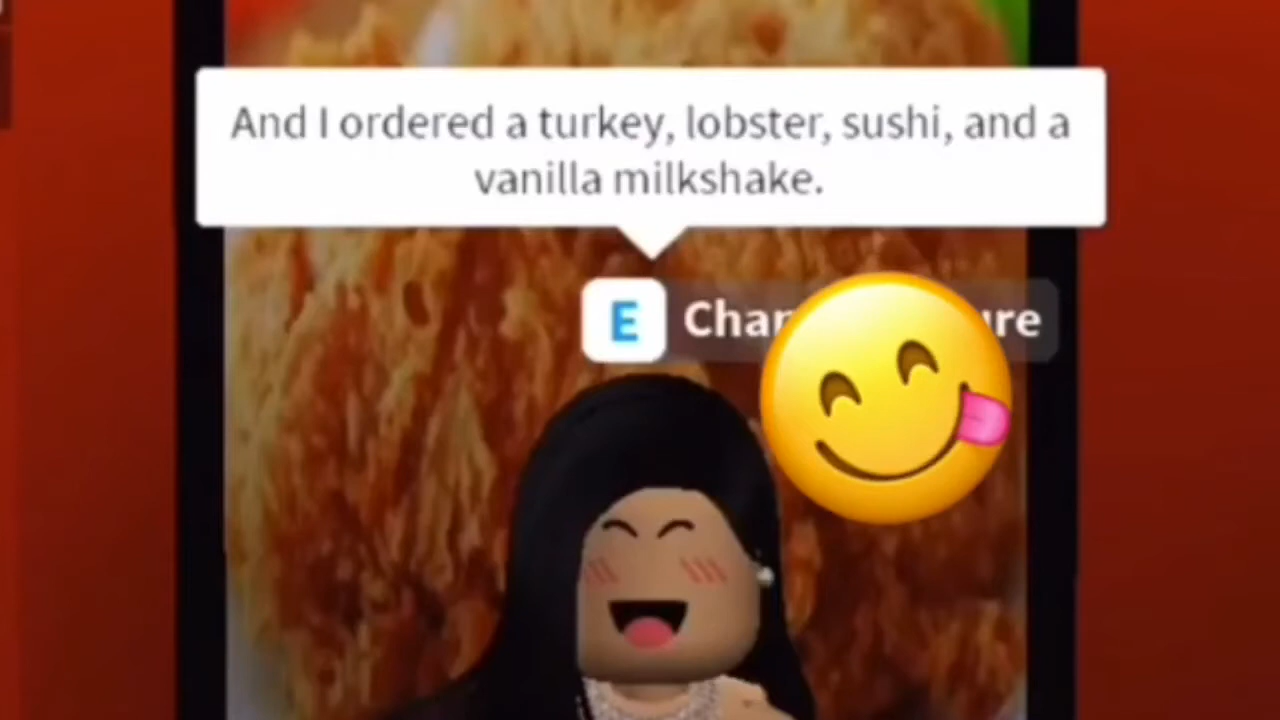 And I ordered a turkey, lobster, sushi, and a
vanilla milkshake.
E